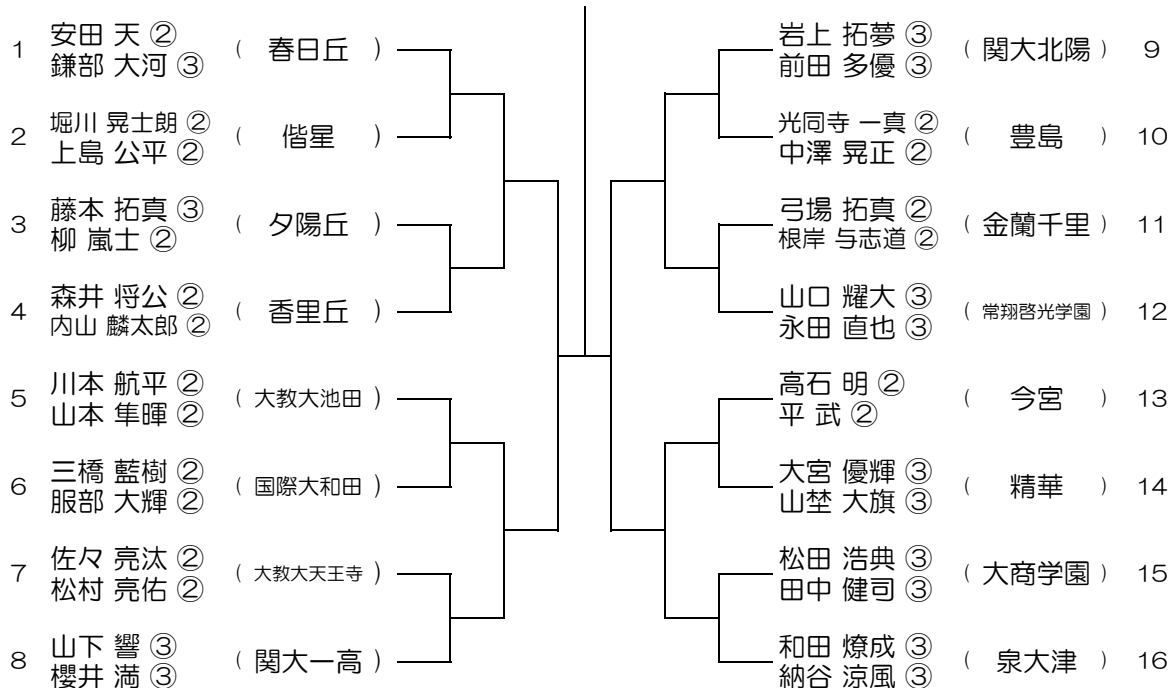 1 安田 天 ② 鎌部 大河 ③ ( 春日丘 )
2 堀川 晃士朗 ② 上島 公平 ② ( 偕星 )
3 藤本 拓真 ③ 柳 嵐士 ② ( 夕陽丘 )
4 森井 将公 ② 内山 麟太郎 ② ( 香里丘 )
5 川本 航平 ② 山本 隼暉 ② ( 大教大池田 )
6 三橋 藍樹 ② 服部 大輝 ② ( 国際大和田 )
7 佐々 亮汰 ② 松村 亮佑 ② ( 大教大天王寺 )
8 山下 響 ③ 櫻井 満 ③ ( 関大一高 )
岩上 拓夢 ③ 前田 多優 ③ ( 関大北陽 ) 9
光同寺 一真 ② 中澤 晃正 ② ( 豊島 ) 10
弓場 拓真 ② 根岸 与志道 ② ( 金蘭千里 ) 11
山口 耀大 ③ 永田 直也 ③ ( 常翔啓光学園 ) 12
高石 明 ② 平 武 ② ( 今宮 ) 13
大宮 優輝 ③ 山埜 大旗 ③ ( 精華 ) 14
松田 浩典 ③ 田中 健司 ③ ( 大商学園 ) 15
和田 燎成 ③ 納谷 涼風 ③ ( 泉大津 ) 16